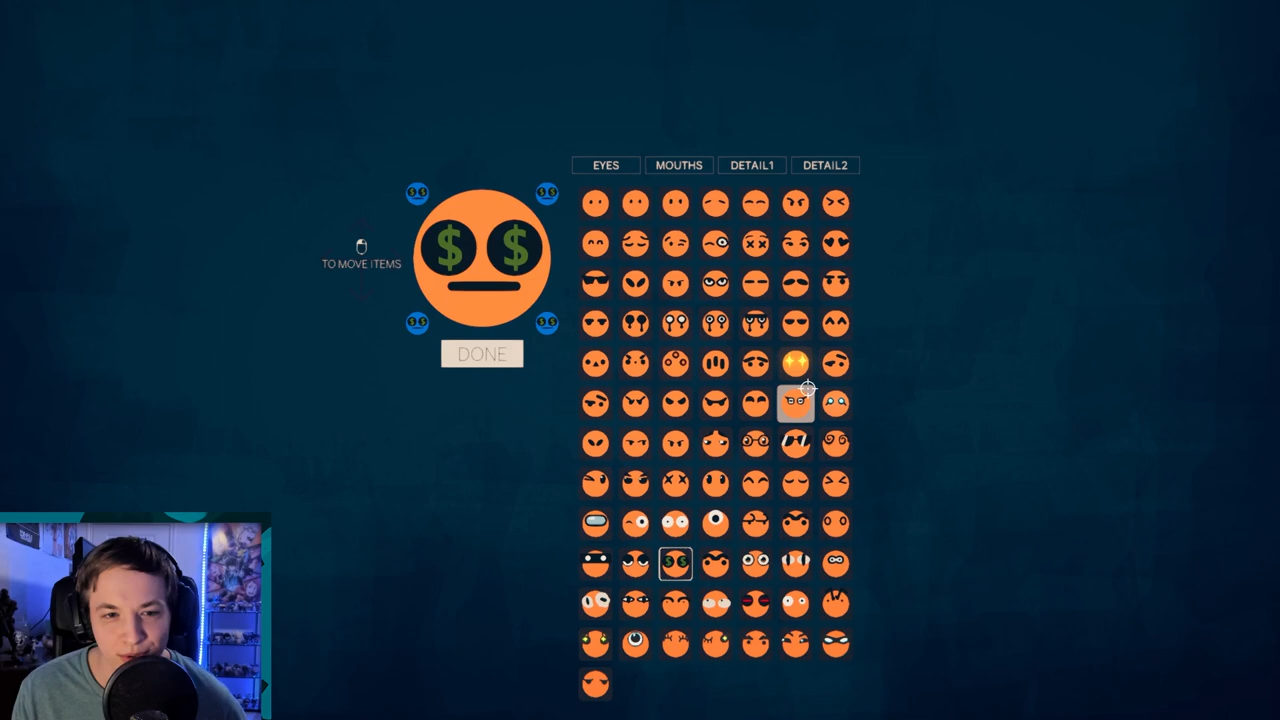 EYES
MOUTHS
DETAIL1
DETAIL2
TO MOVE ITEMS
$ $
DONE